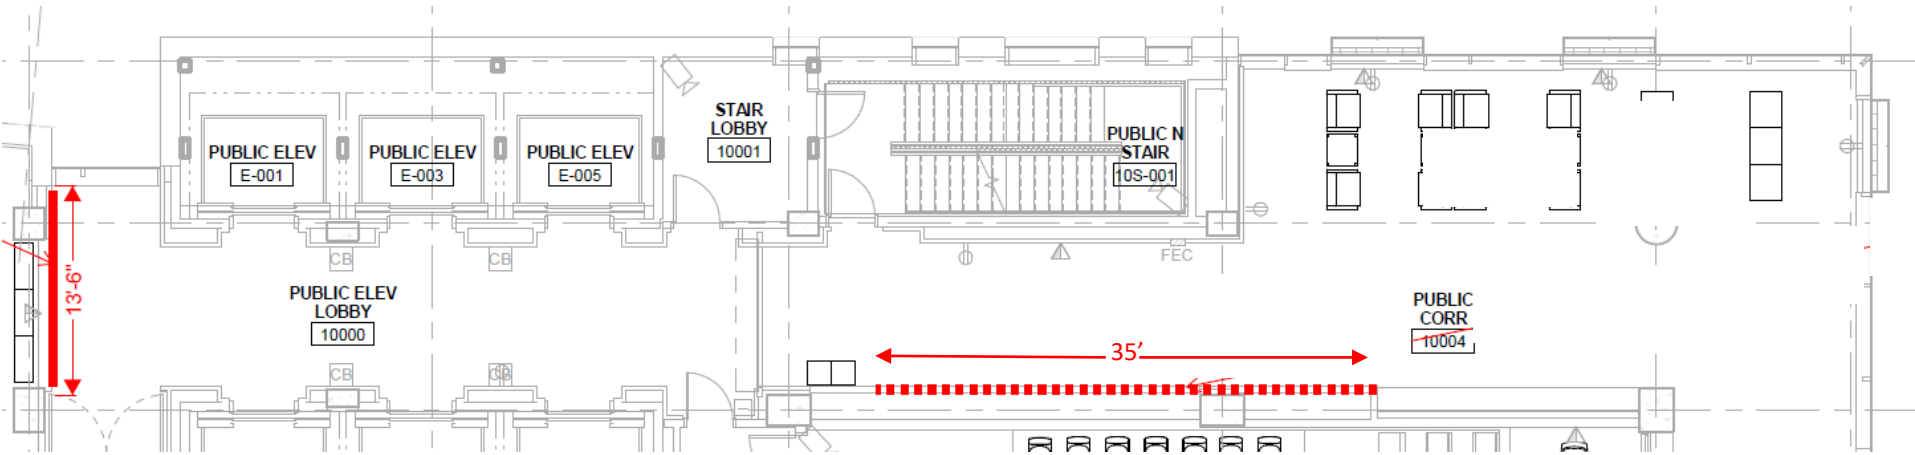 STAIR
LOBBY
10001
PUBLIC ELEV
E-001
PUBLIC ELEV
E-003
PUBLIC ELEV
E-005
PUBLIC N
STAIR
10S-001
CB
CB
FEC
13'-6"
PUBLIC ELEV
LOBBY
10000
PUBLIC
CORR
10004
35’
CB
CB